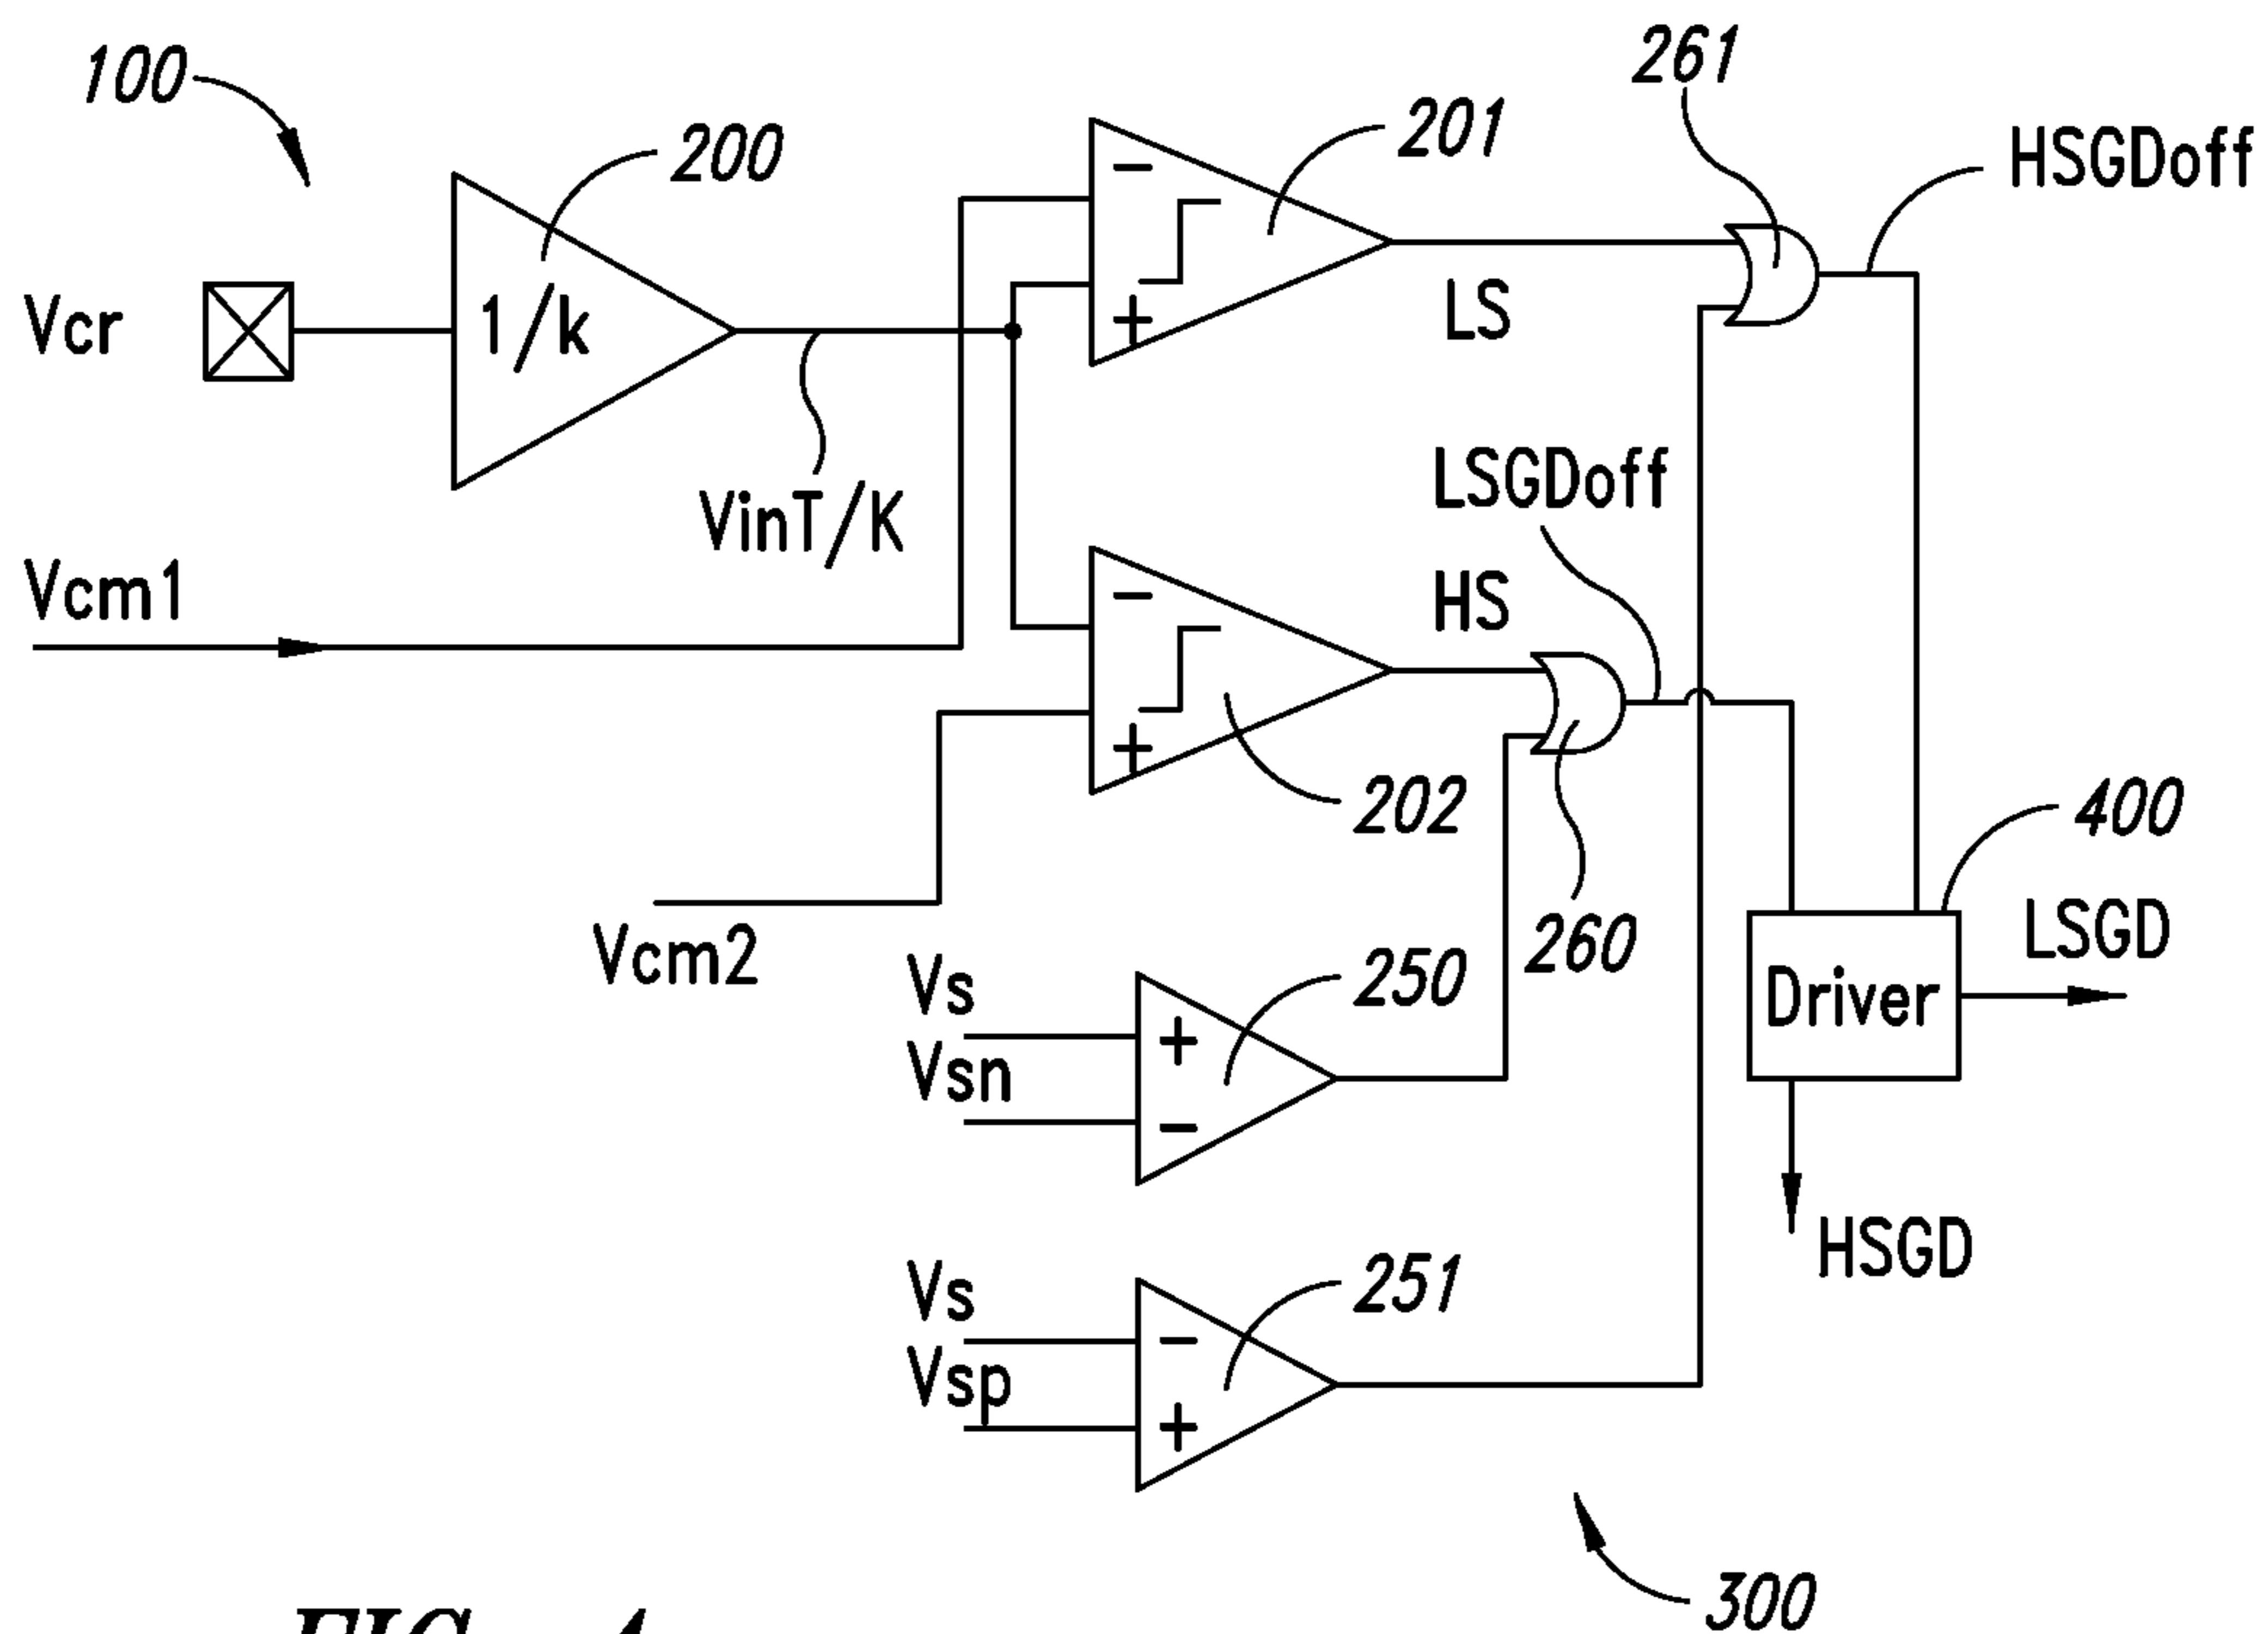 100
200
201
261
HSGDoff
Vcr
1/k
−
+
LS
VinT/K
LSGDoff
Vcm1
HS
−
+
202
400
Vcm2
260
LSGD
Vs
250
Driver
Vsn
+
−
HSGD
Vs
251
Vsp
−
+
300